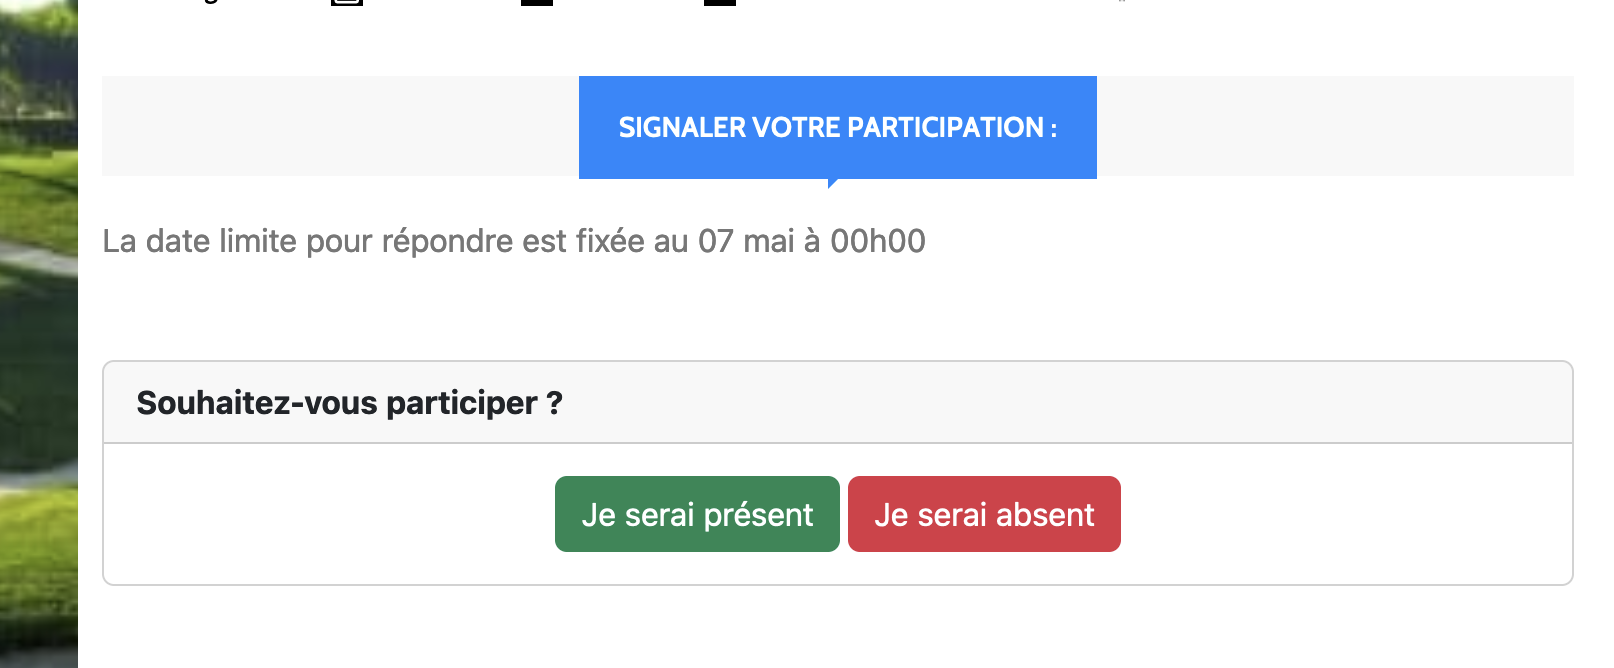 SIGNALER VOTRE PARTICIPATION :
La date limite pour répondre est fixée au 07 mai à 00h00
Souhaitez-vous participer ?
Je serai présent
Je serai absent